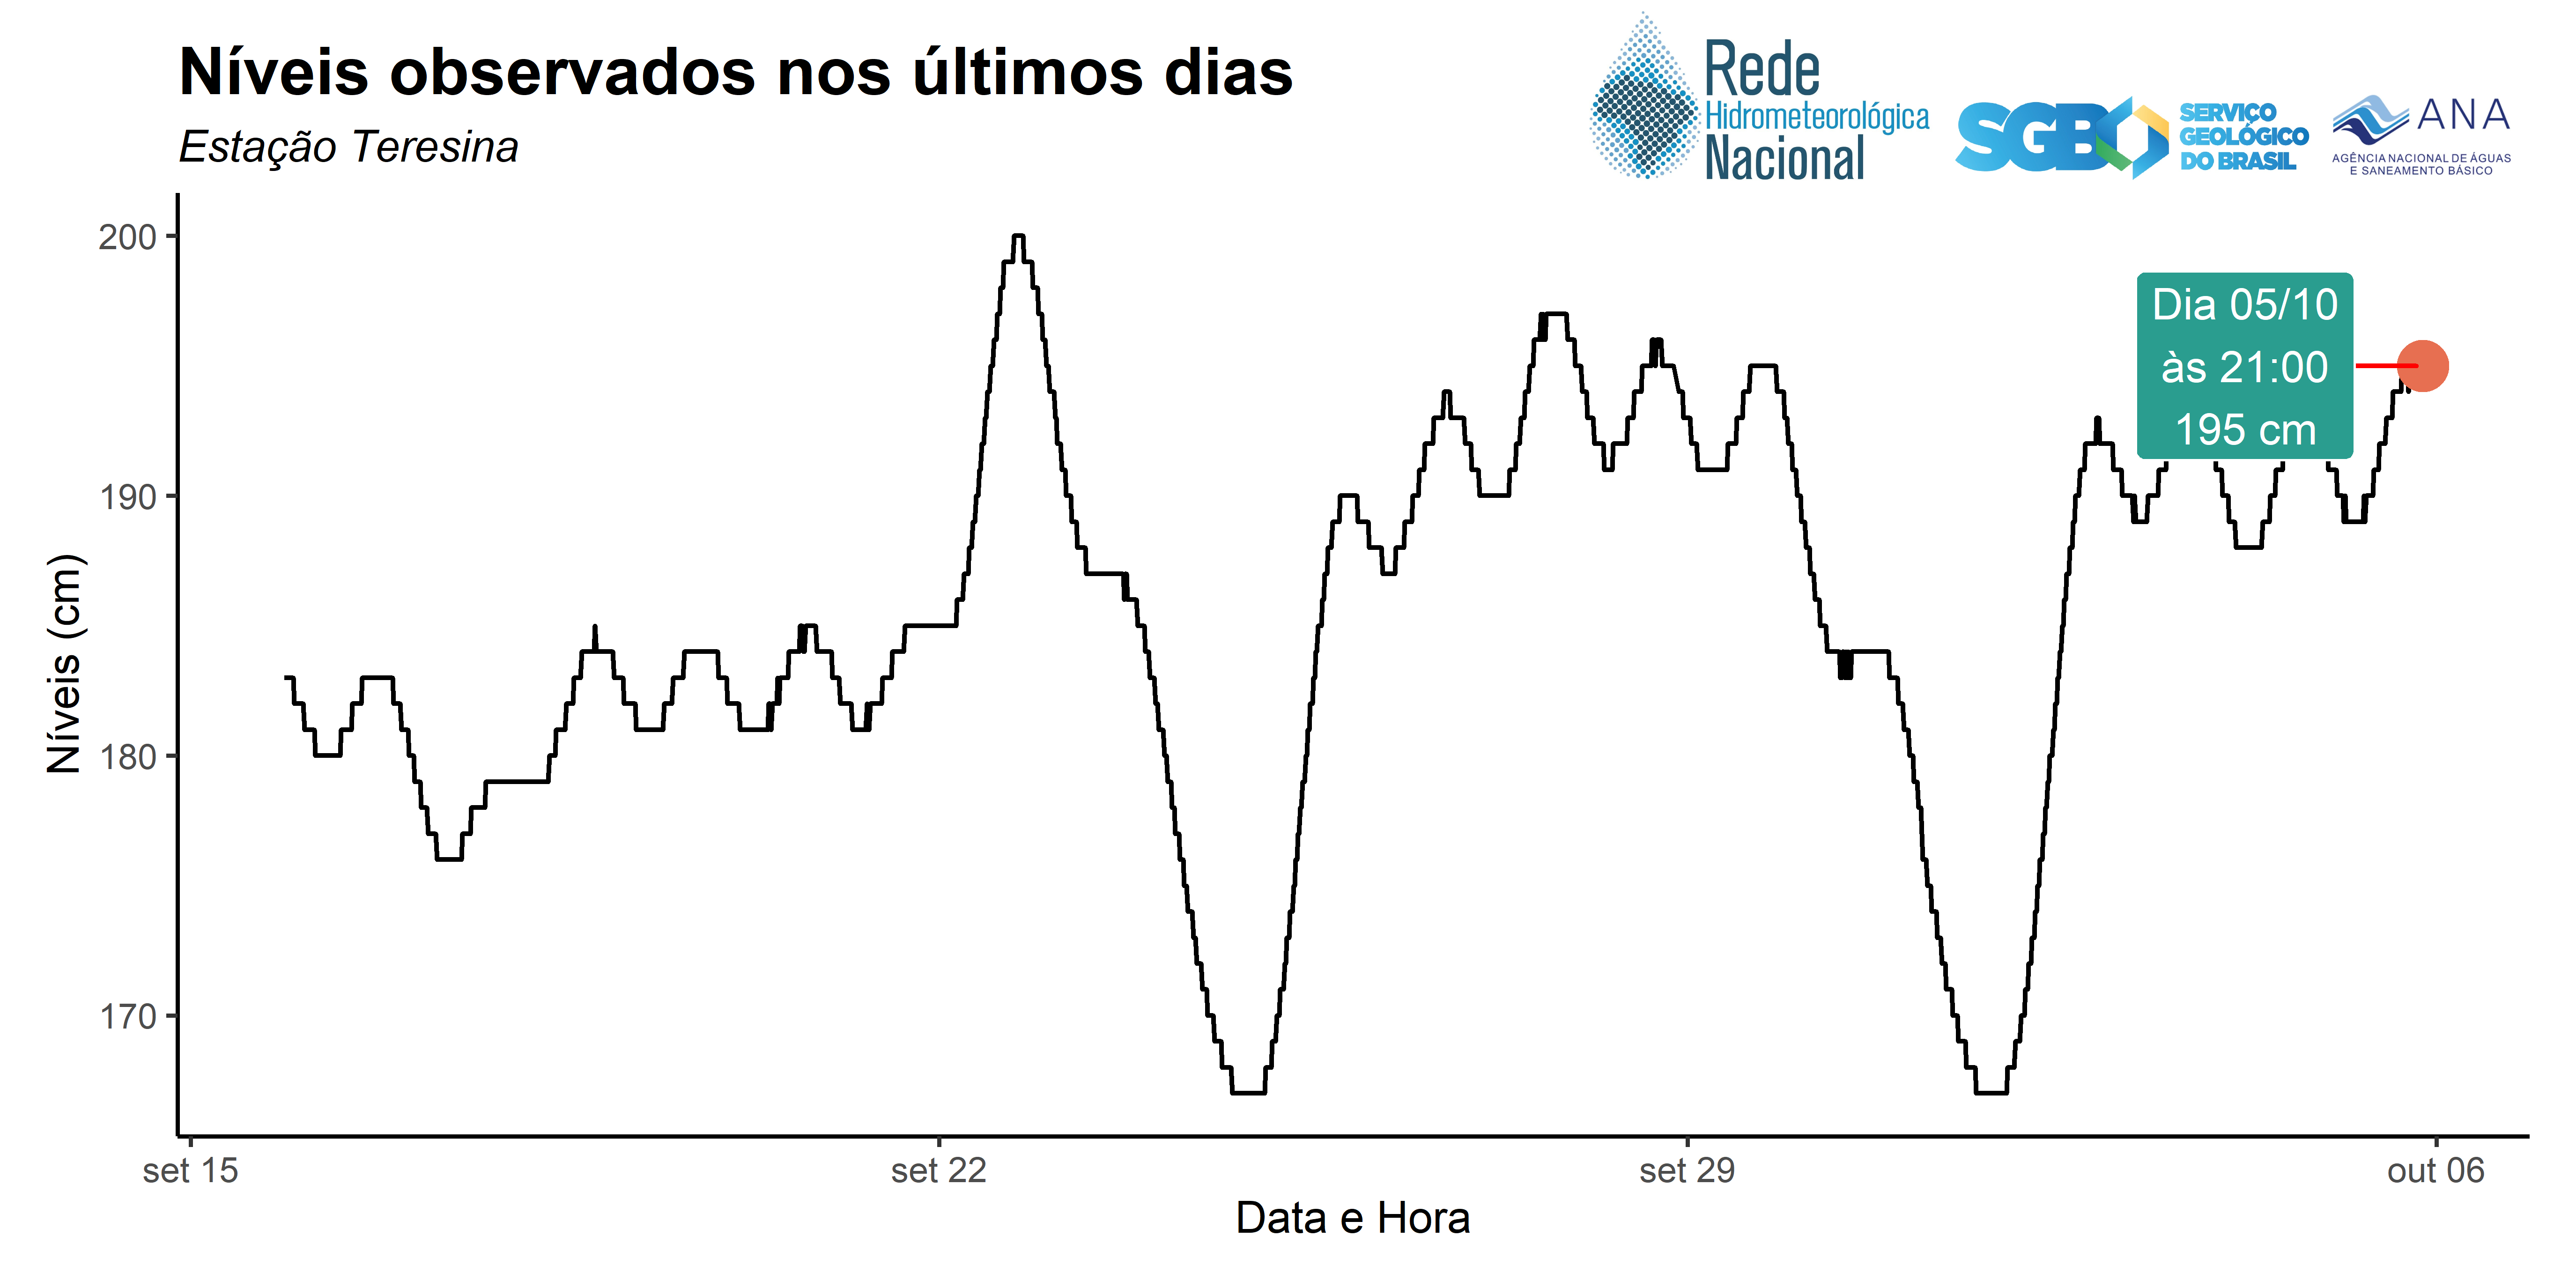 Níveis observados nos últimos dias
Estação Teresina
Rede
Hidrometeorológica
Nacional
SGB
SERVIÇO
GEOLÓGICO
DO BRASIL
ANA
AGÊNCIA NACIONAL DE ÁGUAS
E SANEAMENTO BÁSICO
Níveis (cm)
200
190
180
170
Dia 05/10
às 21:00
195 cm
set 15
set 22
set 29
out 06
Data e Hora